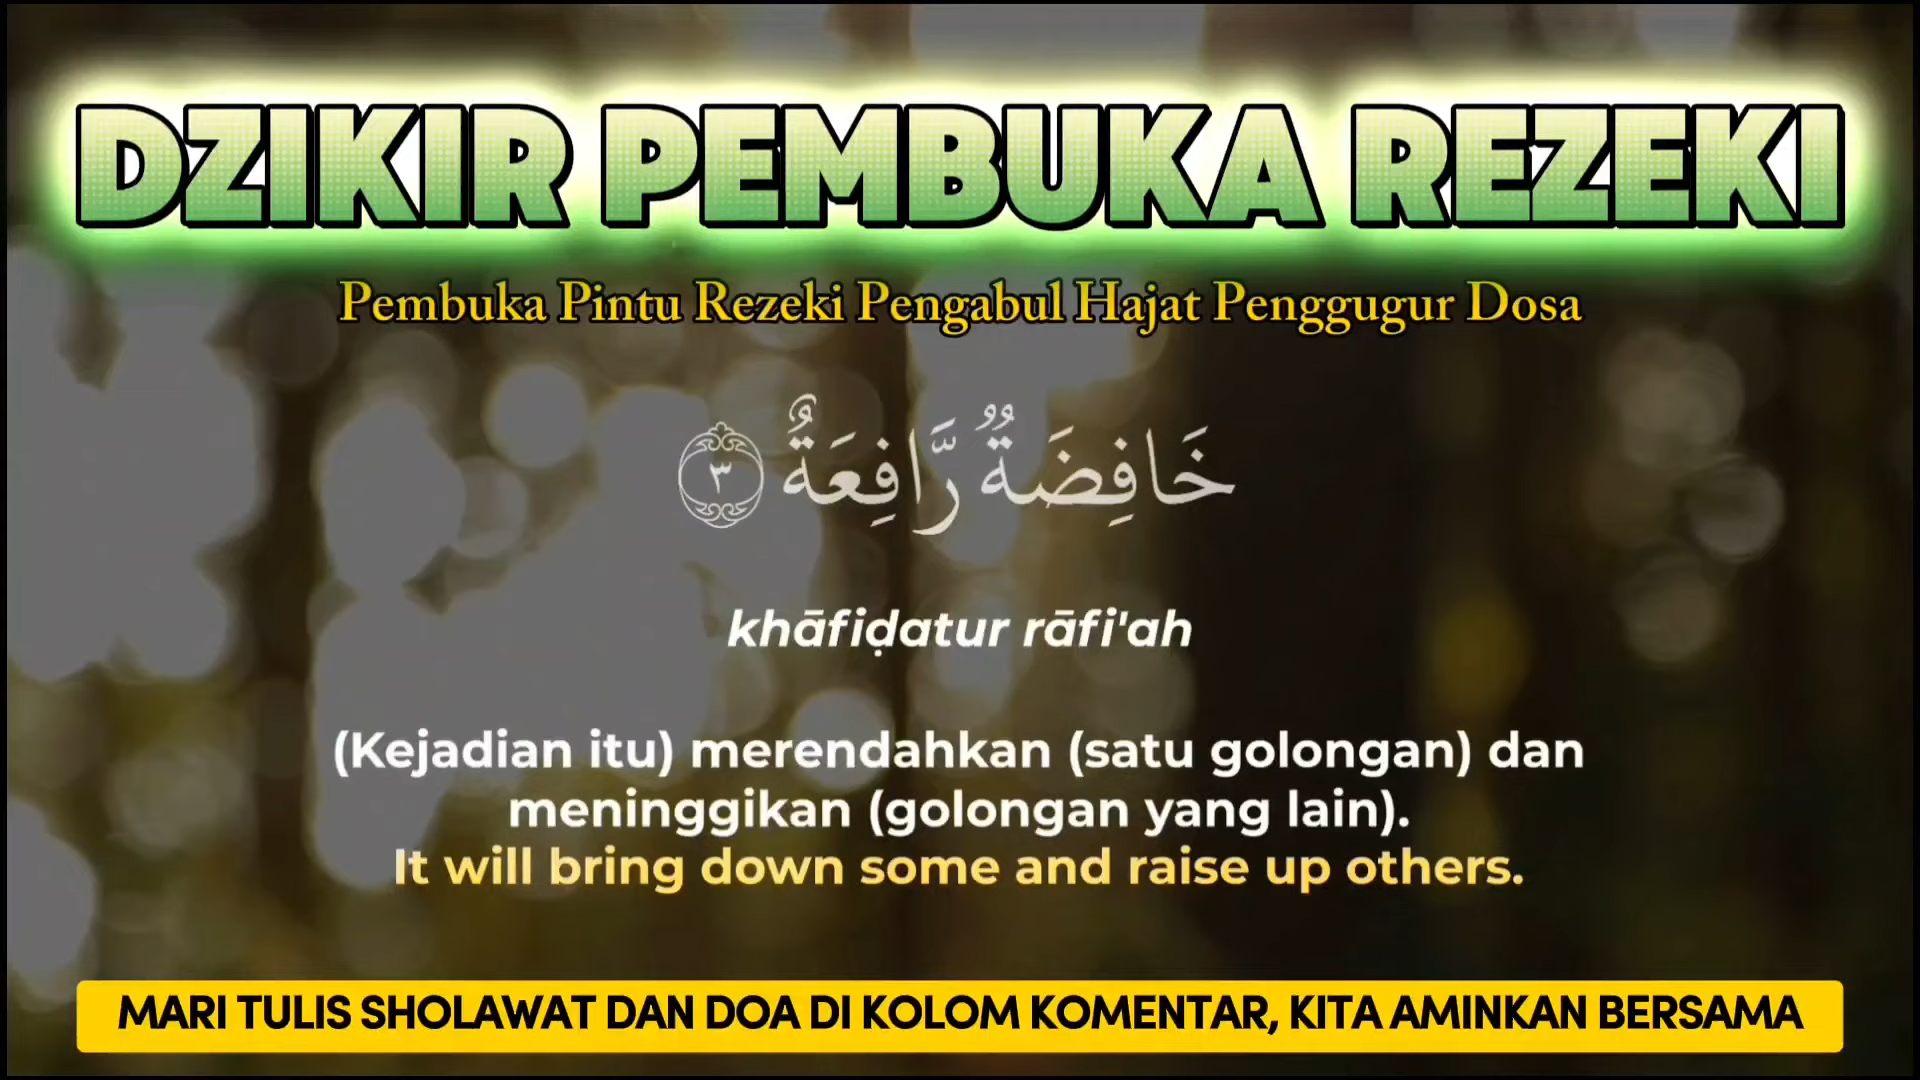 DZIKIR PEMBUKA REZEKI
Pembuka Pintu Rezeki Pengabul Hajat Penggugur Dosa
خَافِضَةٌ رَّافِعَةٌۙ ٣
khāfiḍatur rāfi'ah
(Kejadian itu) merendahkan (satu golongan) dan
meninggikan (golongan yang lain).
It will bring down some and raise up others.
MARI TULIS SHOLAWAT DAN DOA DI KOLOM KOMENTAR, KITA AMINKAN BERSAMA